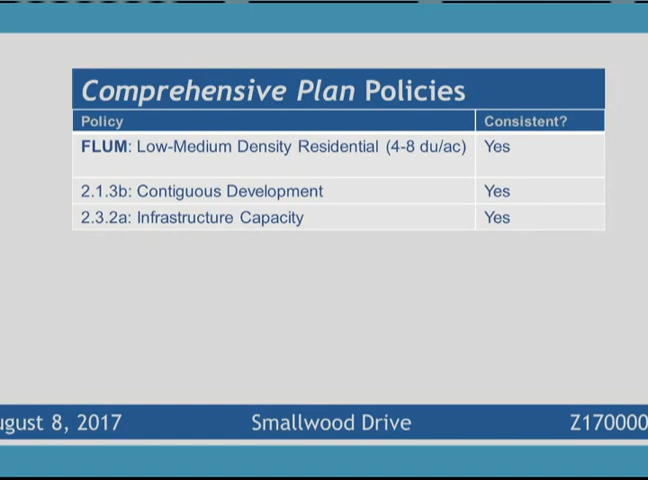 Comprehensive Plan Policies
Policy Consistent?
FLUM: Low-Medium Density Residential (4-8 du/ac) Yes
2.1.3b: Contiguous Development Yes
2.3.2a: Infrastructure Capacity Yes
ugust 8, 2017 Smallwood Drive Z170000